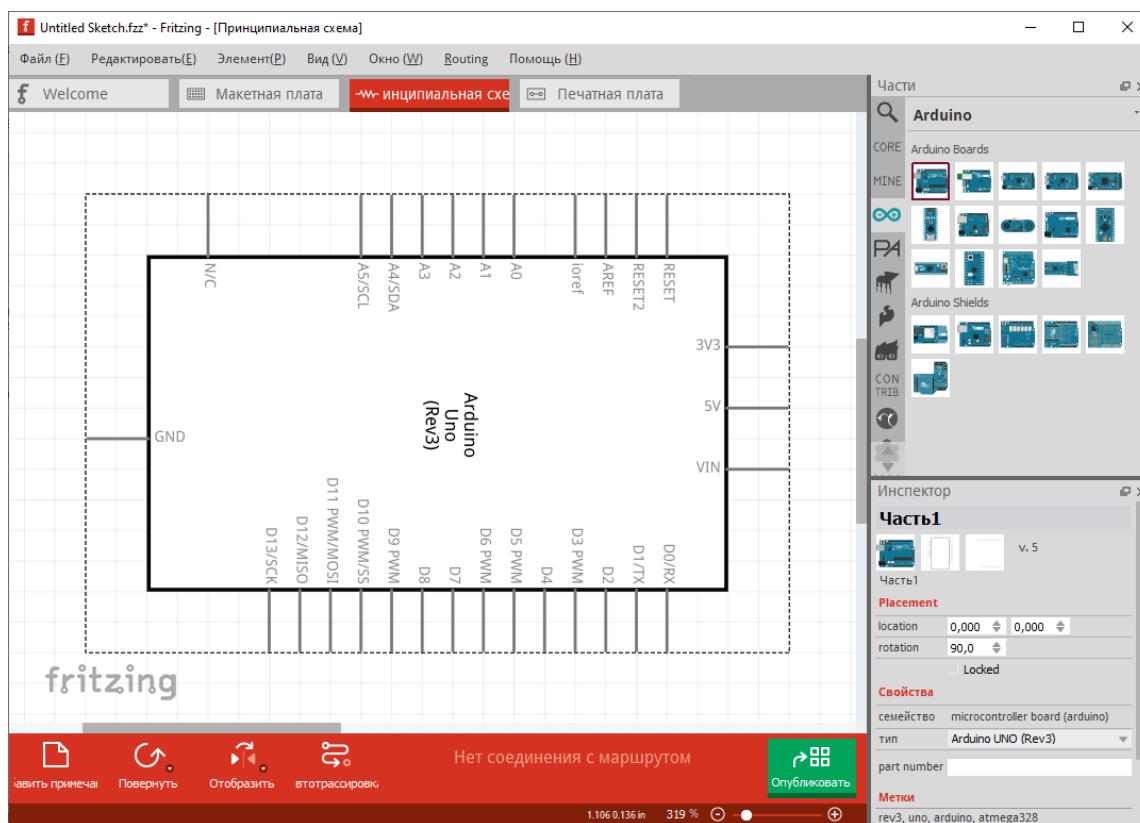 Untitled Sketch.fzz* - Fritzing - [Принципиальная схема]
Файл (F) Редактировать(E) Элемент(P) Вид (V) Окно (W) Routing Помощь (H)
Welcome Макетная плата инципиальная схе Печатная плата
Части
Arduino
CORE
MINE
CON
TRIB
Arduino Boards
Arduino Shields
N/C A5/SCL A4/SDA A3 A2 A1 A0 ioref AREF RESET2 RESET
3V3
5V
VIN
GND
Arduino
Uno
(Rev3)
D13/SCK D12/MISO D11 PWM/MOSI D10 PWM/SS D9 PWM D8 D7 D6 PWM D5 PWM D4 D3 PWM D2 D1/TX D0/RX
fritzing
Инспектор
Часть1
v. 5
Часть1
Placement
location 0,000 0,000
rotation 90,0
Locked
Свойства
семейство microcontroller board (arduino)
тип Arduino UNO (Rev3)
part number
Метки
rev3, uno, arduino, atmega328
авить примечан Повернуть Отобразить втотрассировк Нет соединения с маршрутом Опубликовать
1.106 0.136 in 319 %